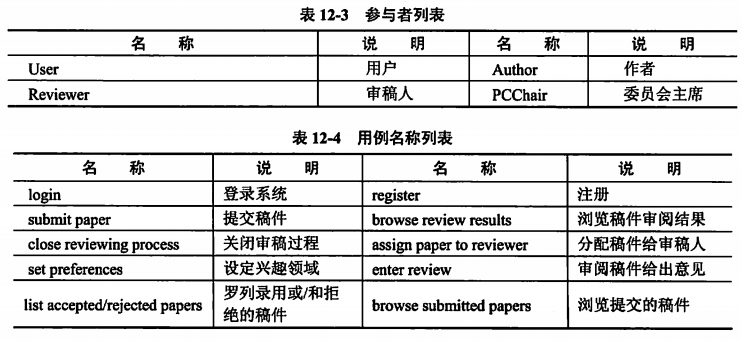 表 12-3 参与者列表
名 称 说 明 名 称 说 明
User 用户 Author 作者
Reviewer 审稿人 PCChair 委员会主席
表 12-4 用例名称列表
名 称 说 明 名 称 说 明
login 登录系统 register 注册
submit paper 提交稿件 browse review results 浏览稿件审阅结果
close reviewing process 关闭审稿过程 assign paper to reviewer 分配稿件给审稿人
set preferences 设定兴趣领域 enter review 审阅稿件给出意见
list accepted/rejected papers 罗列录用或/和拒绝的稿件 browse submitted papers 浏览提交的稿件